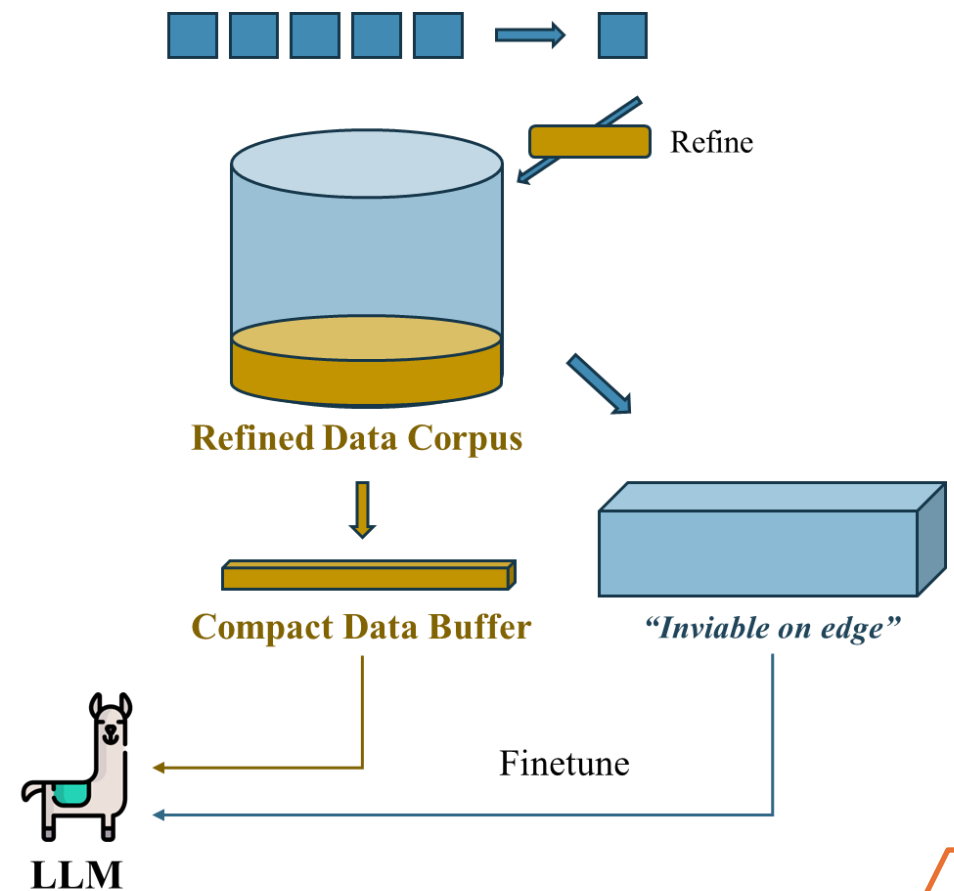 Refine
Refined Data Corpus
Compact Data Buffer
“Inviable on edge”
Finetune
LLM